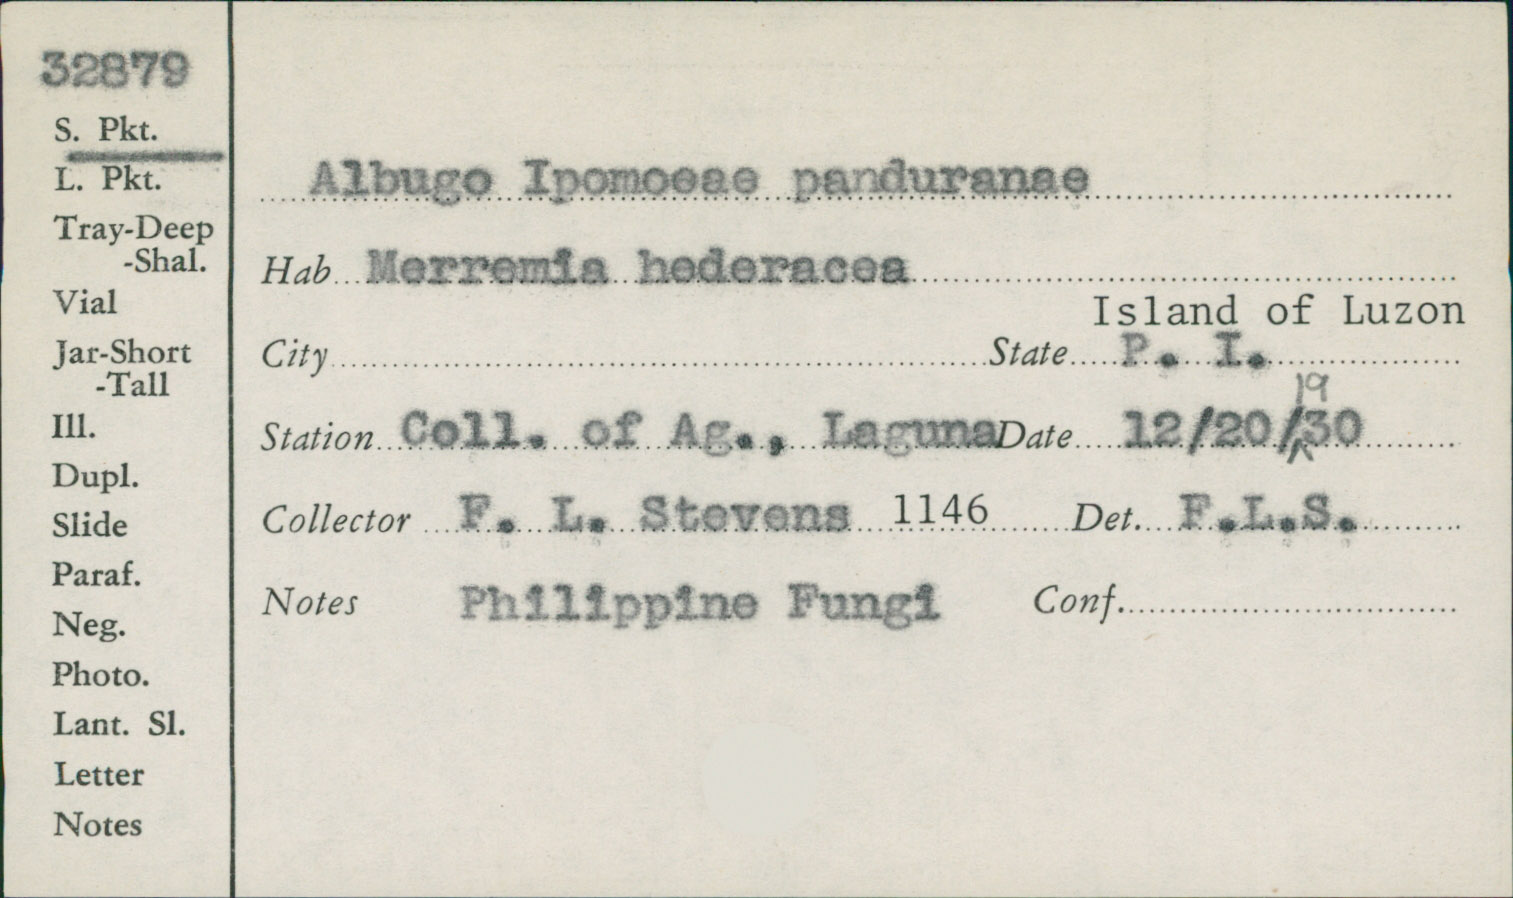 32879
S. Pkt.
L. Pkt.
Tray-Deep
-Shal.
Vial
Jar-Short
-Tall
Ill.
Dupl.
Slide
Paraf.
Neg.
Photo.
Lant. Sl.
Letter
Notes
Albugo Ipomoeae panduranae
Hab Merremia hederacea
Island of Luzon
City State P. I.
19
Station Coll. of Ag., Laguna Date 12/20/30
Collector F. L. Stevens 1146 Det. F.L.S.
Notes Philippine Fungi Conf.